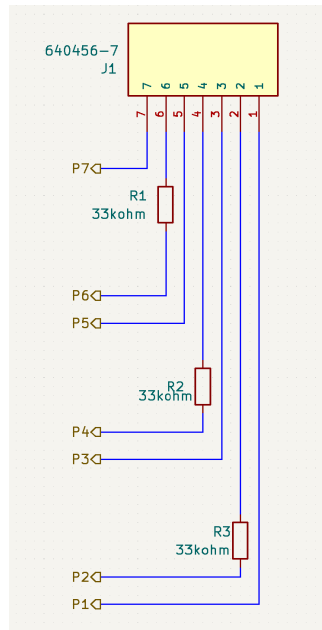 640456-7
J1
7 6 5 4 3 2 1
7 6 5 4 3 2 1
P7
R1
33kohm
P6
P5
R2
33kohm
P4
P3
R3
33kohm
P2
P1